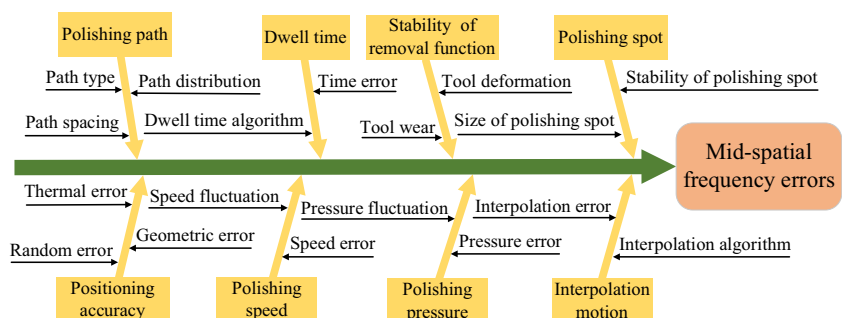 Polishing path
Dwell time
Stability of
removal function
Polishing spot
Path type
Path distribution
Time error
Tool deformation
Stability of polishing spot
Path spacing
Dwell time algorithm
Tool wear
Size of polishing spot
Mid-spatial
frequency errors
Thermal error
Speed fluctuation
Pressure fluctuation
Interpolation error
Random error
Geometric error
Speed error
Pressure error
Interpolation algorithm
Positioning
accuracy
Polishing
speed
Polishing
pressure
Interpolation
motion